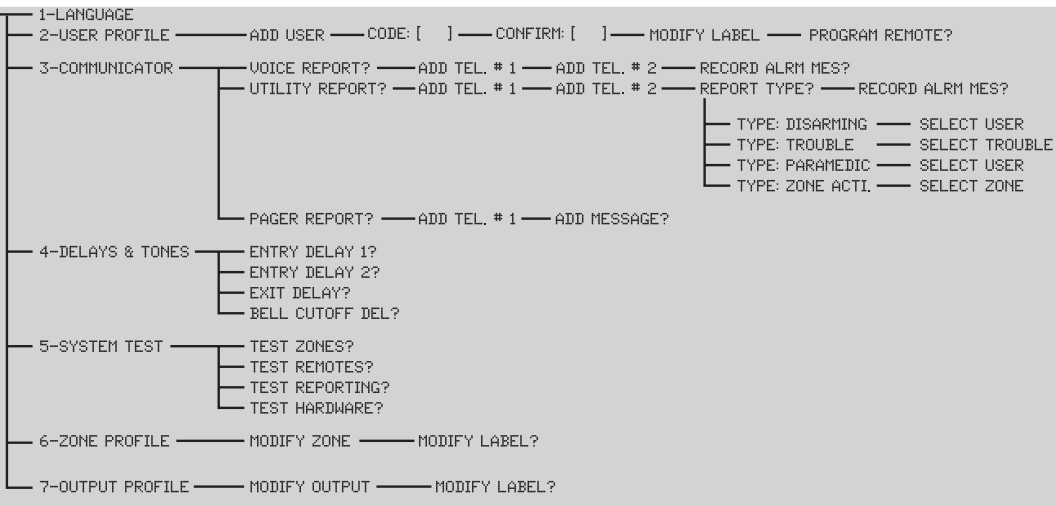 1-LANGUAGE
2-USER PROFILE ADD USER CODE: [ ] CONFIRM: [ ] MODIFY LABEL PROGRAM REMOTE?
3-COMMUNICATOR VOICE REPORT? ADD TEL. # 1 ADD TEL. # 2 RECORD ALRM MES?
UTILITY REPORT? ADD TEL. # 1 ADD TEL. # 2 REPORT TYPE? RECORD ALRM MES?
TYPE: DISARMING SELECT USER
TYPE: TROUBLE SELECT TROUBLE
TYPE: PARAMEDIC SELECT USER
TYPE: ZONE ACTI. SELECT ZONE
PAGER REPORT? ADD TEL. # 1 ADD MESSAGE?
4-DELAYS & TONES ENTRY DELAY 1?
ENTRY DELAY 2?
EXIT DELAY?
BELL CUTOFF DEL?
5-SYSTEM TEST TEST ZONES?
TEST REMOTES?
TEST REPORTING?
TEST HARDWARE?
6-ZONE PROFILE MODIFY ZONE MODIFY LABEL?
7-OUTPUT PROFILE MODIFY OUTPUT MODIFY LABEL?